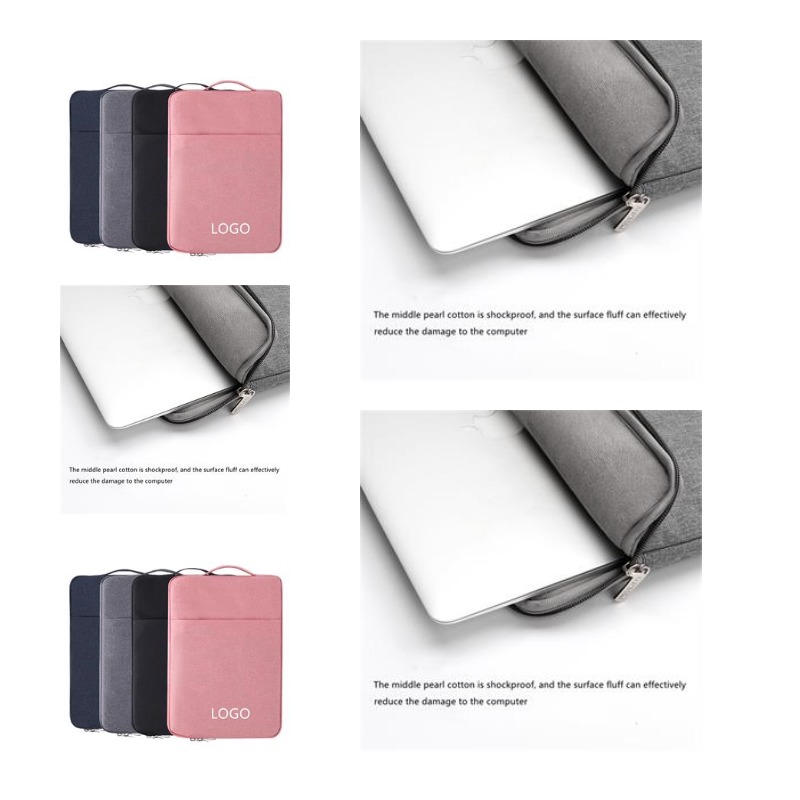 LOGO
The middle pearl cotton is shockproof, and the surface fluff can effectively
reduce the damage to the computer
The middle pearl cotton is shockproof, and the surface fluff can effectively
reduce the damage to the computer
LOGO
The middle pearl cotton is shockproof, and the surface fluff can effectively
reduce the damage to the computer